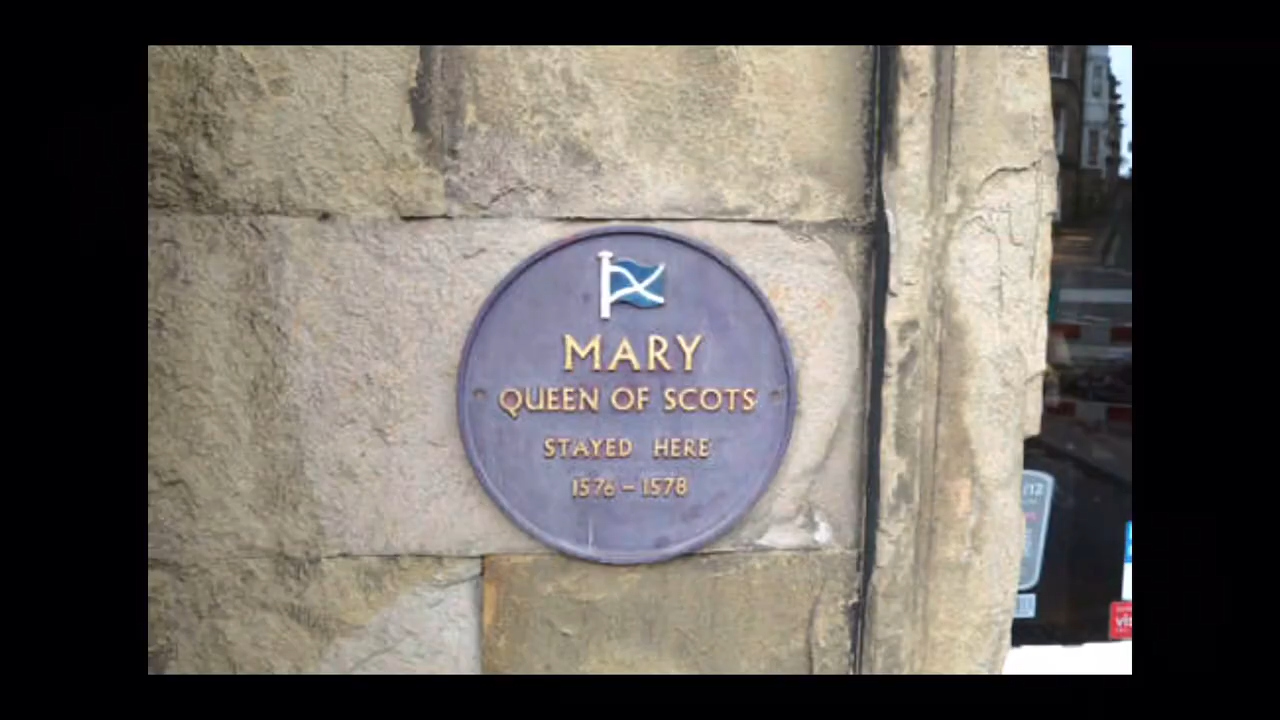 MARY
QUEEN OF SCOTS
STAYED HERE
1576 – 1578